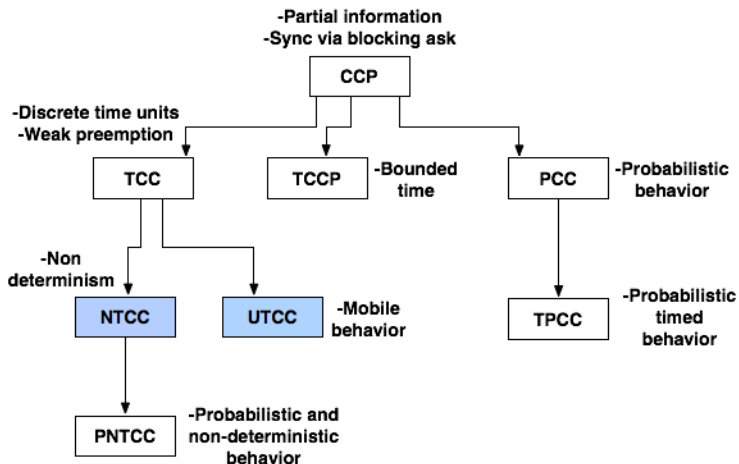 -Partial information
-Sync via blocking ask
CCP
-Discrete time units
-Weak preemption
TCC
TCCP
-Bounded
time
PCC
-Probabilistic
behavior
-Non
determinism
NTCC
UTCC
-Mobile
behavior
TPCC
-Probabilistic
timed
behavior
PNTCC
-Probabilistic and
non-deterministic
behavior